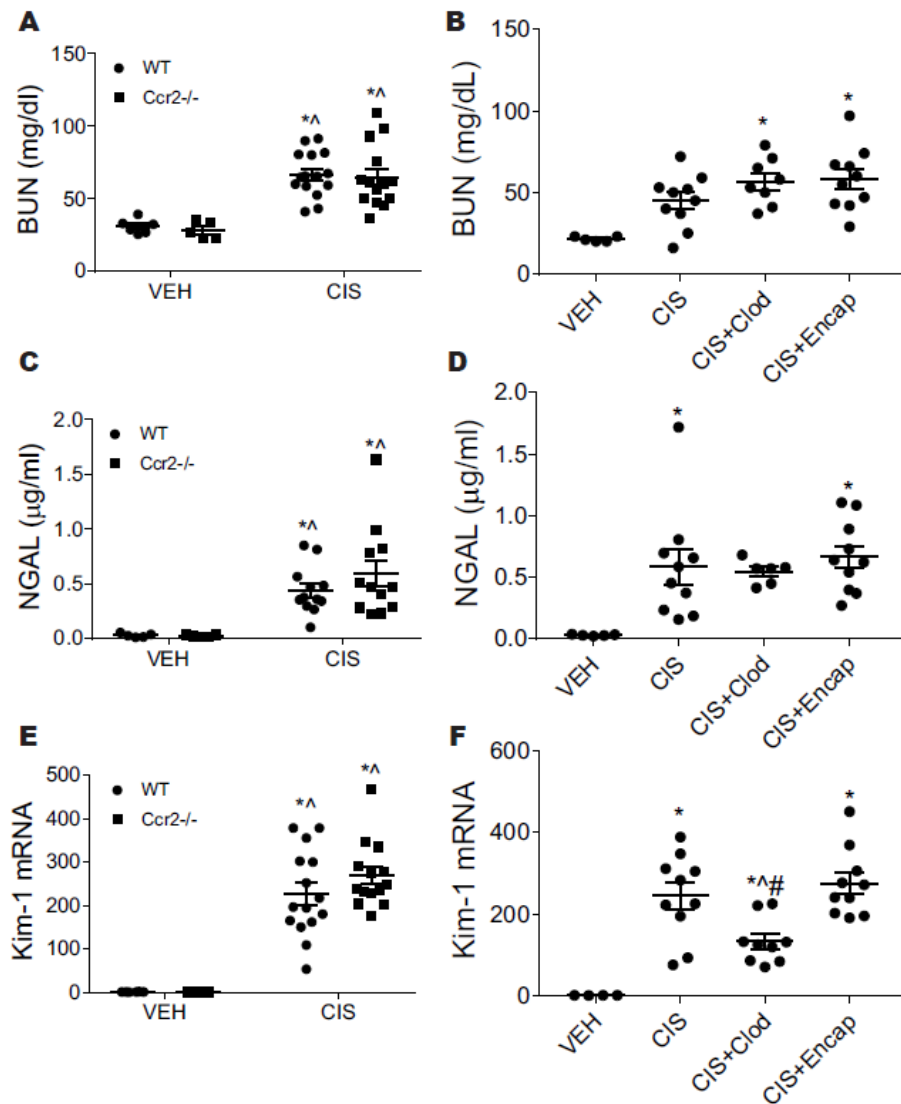 A
BUN (mg/dl)
150
100
50
0
WT
Ccr2-/-
*^
*^
VEH
CIS
B
BUN (mg/dL)
150
100
50
0
*
*
VEH
CIS
CIS+Clod
CIS+Encap
C
NGAL (µg/ml)
2.0
1.5
1.0
0.5
0.0
WT
Ccr2-/-
*^
*^
VEH
CIS
D
NGAL (µg/ml)
2.0
1.5
1.0
0.5
0.0
*
*
VEH
CIS
CIS+Clod
CIS+Encap
E
Kim-1 mRNA
500
400
300
200
100
0
WT
Ccr2-/-
*^
*^
VEH
CIS
F
Kim-1 mRNA
600
400
200
0
*
*^#
*
VEH
CIS
CIS+Clod
CIS+Encap